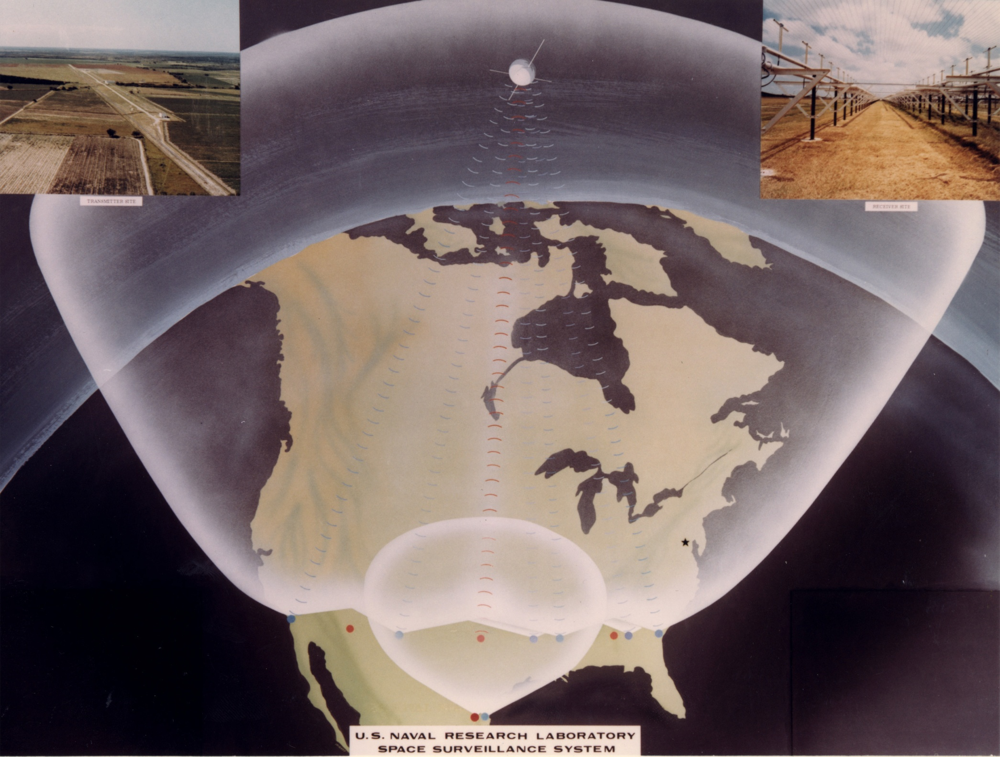 TRANSMITTER SITE
RECEIVER SITE
U.S. NAVAL RESEARCH LABORATORY
SPACE SURVEILLANCE SYSTEM